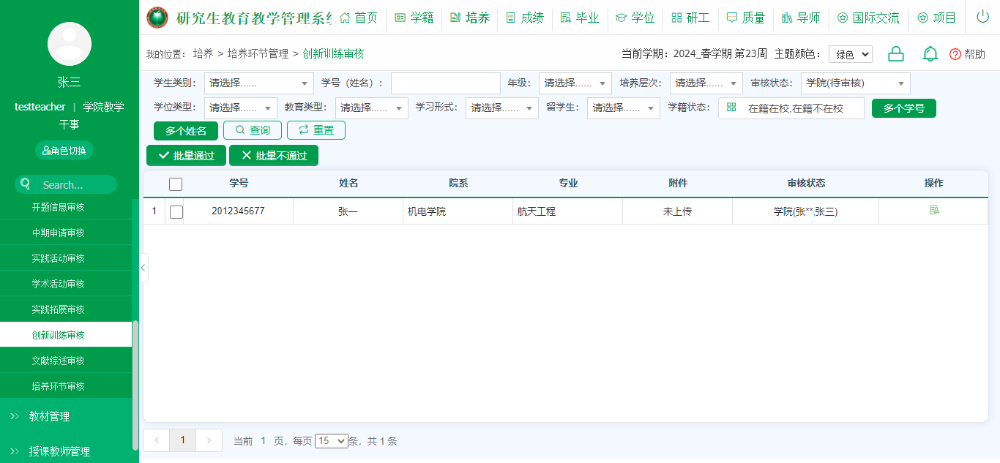 研究生教育教学管理系统 首页 学籍 培养 成绩 毕业 学位 研工 质量 导师 国际交流 项目
张三
testteacher | 学院教学
干事
角色切换
Search...
开题信息审核
中期申请审核
实践活动审核
学术活动审核
实践拓展审核
创新训练审核
文献综述审核
培养环节审核
教材管理
授课教师管理
我的位置： 培养 > 培养环节管理 > 创新训练审核 当前学期：2024_春学期 第23周 主题颜色： 绿色 帮助
学生类别： 请选择...... 学号（姓名）： 年级： 请选择...... 培养层次： 请选择...... 审核状态： 学院(待审核)
学位类型： 请选择...... 教育类型： 请选择...... 学习形式： 请选择...... 留学生： 请选择...... 学籍状态： 在籍在校,在籍不在校 多个学号
多个姓名 查询 重置
批量通过 批量不通过
学号 姓名 院系 专业 附件 审核状态 操作
1 2012345677 张一 机电学院 航天工程 未上传 学院(张**,张三)
< 1 > 当前 1 页，每页 15 条，共 1 条